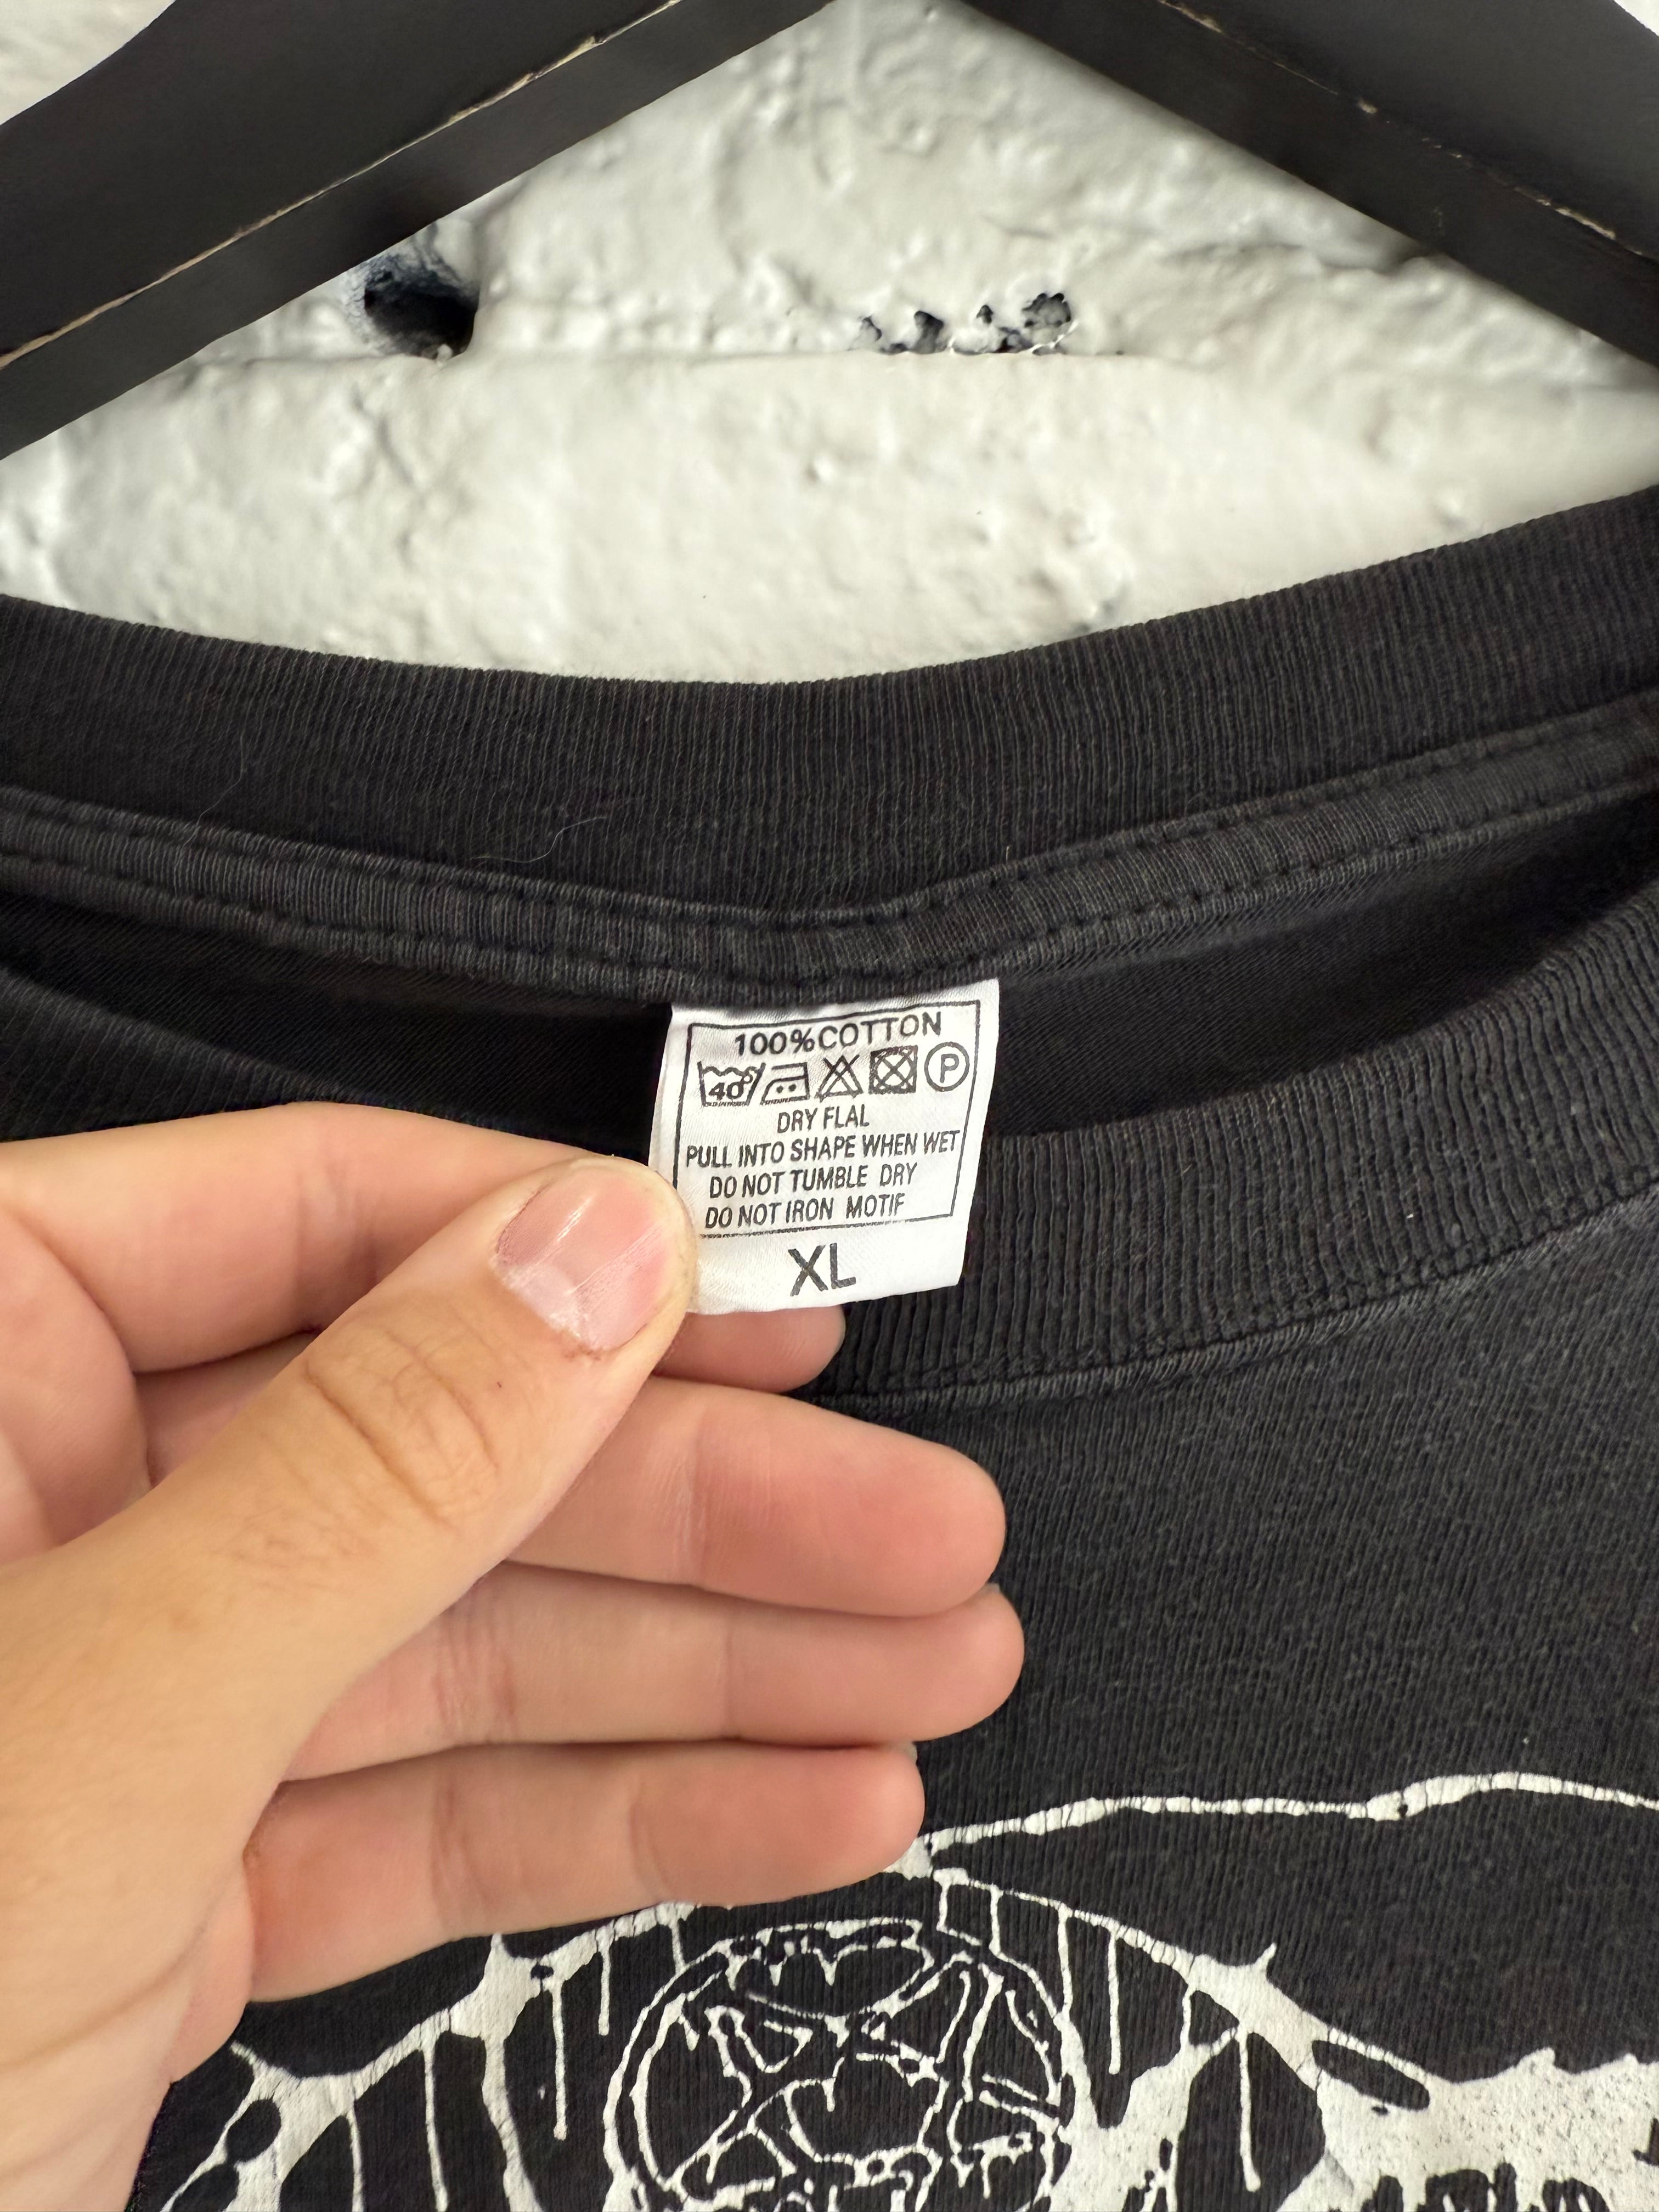 100%COTTON
40° P
DRY FLAL
PULL INTO SHAPE WHEN WET
DO NOT TUMBLE DRY
DO NOT IRON MOTIF
XL